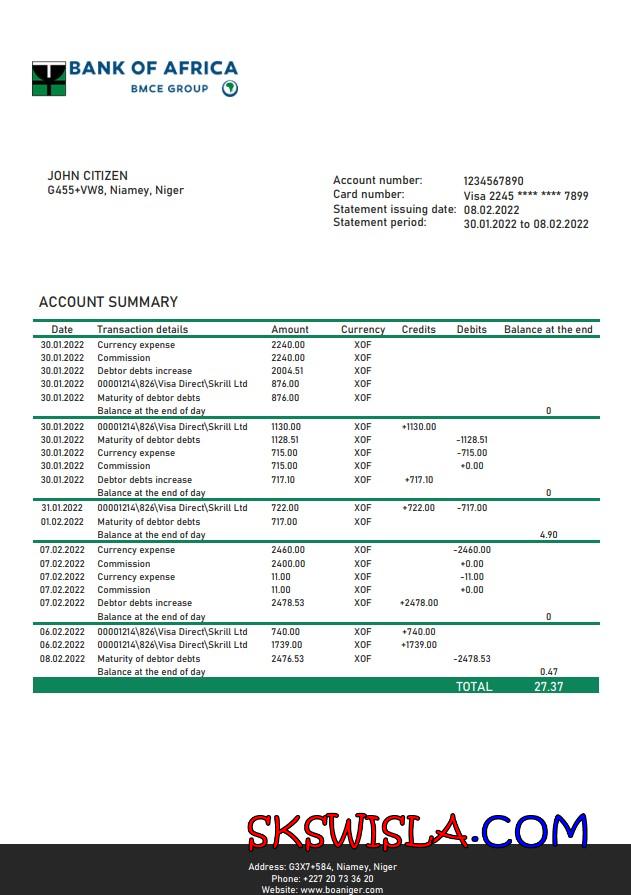 BANK OF AFRICA
BMCE GROUP
JOHN CITIZEN
G455+VW8, Niamey, Niger
Account number: 1234567890
Card number: Visa 2245 **** **** 7899
Statement issuing date: 08.02.2022
Statement period: 30.01.2022 to 08.02.2022
ACCOUNT SUMMARY
Date Transaction details Amount Currency Credits Debits Balance at the end
30.01.2022 Currency expense 2240.00 XOF
30.01.2022 Commission 2240.00 XOF
30.01.2022 Debtor debts increase 2004.51 XOF
30.01.2022 00001214\826\Visa Direct\Skrill Ltd 876.00 XOF
30.01.2022 Maturity of debtor debts 876.00 XOF
Balance at the end of day 0
30.01.2022 00001214\826\Visa Direct\Skrill Ltd 1130.00 XOF +1130.00
30.01.2022 Maturity of debtor debts 1128.51 XOF -1128.51
30.01.2022 Currency expense 715.00 XOF -715.00
30.01.2022 Commission 715.00 XOF +0.00
30.01.2022 Debtor debts increase 717.10 XOF +717.10
Balance at the end of day 0
31.01.2022 00001214\826\Visa Direct\Skrill Ltd 722.00 XOF +722.00 -717.00
01.02.2022 Maturity of debtor debts 717.00 XOF
Balance at the end of day 4.90
07.02.2022 Currency expense 2460.00 XOF -2460.00
07.02.2022 Commission 2400.00 XOF +0.00
07.02.2022 Currency expense 11.00 XOF -11.00
07.02.2022 Commission 11.00 XOF +0.00
07.02.2022 Debtor debts increase 2478.53 XOF +2478.00
Balance at the end of day 0
06.02.2022 00001214\826\Visa Direct\Skrill Ltd 740.00 XOF +740.00
06.02.2022 00001214\826\Visa Direct\Skrill Ltd 1739.00 XOF +1739.00
08.02.2022 Maturity of debtor debts 2476.53 XOF -2478.53
Balance at the end of day 0.47
TOTAL 27.37
SKSWISLA.COM
Address: G3X7+584, Niamey, Niger
Phone: +227 20 73 36 20
Website: www.boaniger.com